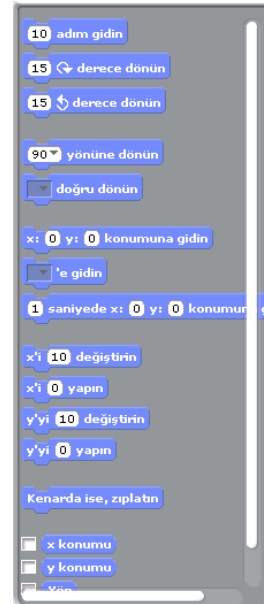 10 adım gidin
15 derece dönün
15 derece dönün
90 yönüne dönün
doğru dönün
x: 0 y: 0 konumuna gidin
'e gidin
1 saniyede x: 0 y: 0 konumun
x'i 10 değiştirin
x'i 0 yapın
y'yi 10 değiştirin
y'yi 0 yapın
Kenarda ise, zıplatın
x konumu
y konumu
Yön